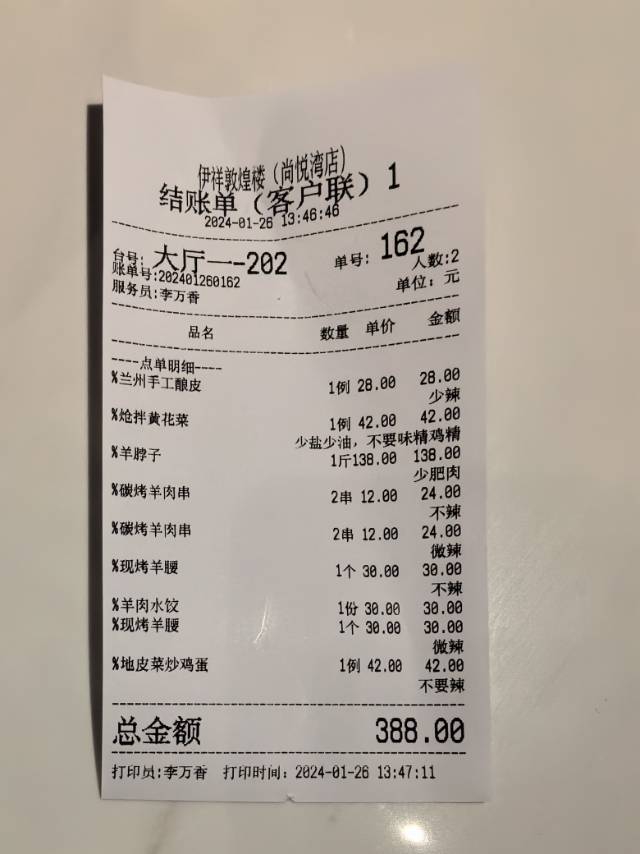 伊祥敦煌楼（尚悦湾店）
结账单（客户联）1
2024-01-26 13:46:46
台号: 大厅一-202 单号: 162
账单号:202401260162 人数:2
服务员:李万香 单位: 元
品名 数量 单价 金额
-----点单明细-----
%兰州手工酿皮 1例 28.00 28.00
少辣
%炝拌黄花菜 1例 42.00 42.00
少盐少油，不要味精鸡精
%羊脖子 1斤138.00 138.00
少肥肉
%碳烤羊肉串 2串 12.00 24.00
不辣
%碳烤羊肉串 2串 12.00 24.00
微辣
%现烤羊腰 1个 30.00 30.00
不辣
%羊肉水饺 1份 30.00 30.00
%现烤羊腰 1个 30.00 30.00
微辣
%地皮菜炒鸡蛋 1例 42.00 42.00
不要辣
总金额 388.00
打印员:李万香 打印时间: 2024-01-26 13:47:11